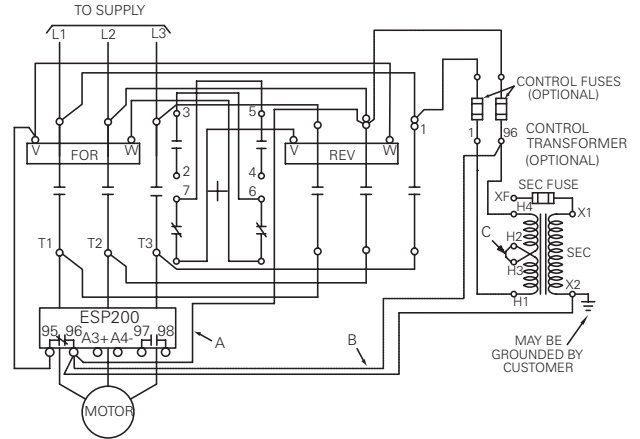 TO SUPPLY
L1 L2 L3
CONTROL FUSES
(OPTIONAL)
3 5 1 1 96
CONTROL
TRANSFORMER
(OPTIONAL)
V FOR W
V REV W
2 4
7 6
SEC FUSE
XF
H4 X1
C H2
H3
SEC
X2
H1
T1 T2 T3
ESP200
95 96 A3+ A4- 97 98
A
B
MAY BE
GROUNDED BY
CUSTOMER
MOTOR